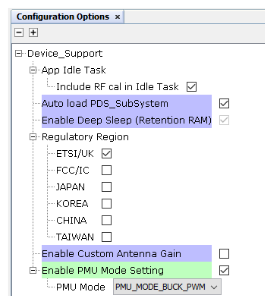 Configuration Options ×
Device_Support
App Idle Task
Include RF cal in Idle Task
Auto load PDS_SubSystem
Enable Deep Sleep (Retention RAM)
Regulatory Region
ETSI/UK
FCC/IC
JAPAN
KOREA
CHINA
TAIWAN
Enable Custom Antenna Gain
Enable PMU Mode Setting
PMU Mode PMU_MODE_BUCK_PWM